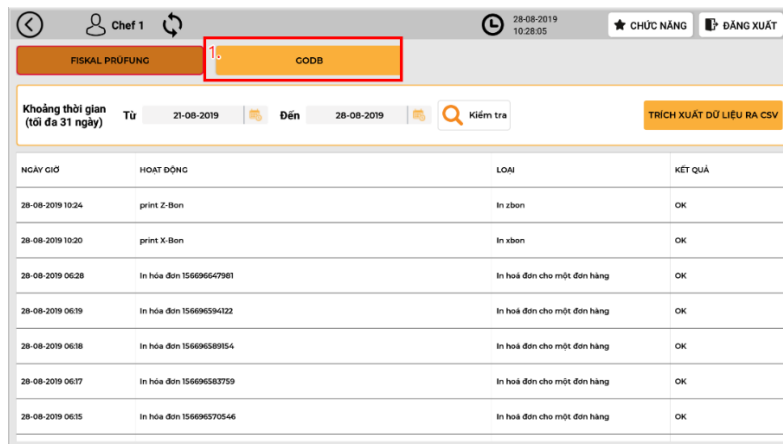 Chef 1
28-08-2019
10:28:05
CHỨC NĂNG
ĐĂNG XUẤT
FISKAL PRÜFUNG
1.
GODB
Khoảng thời gian
(tối đa 31 ngày)
Từ 21-08-2019 Đến 28-08-2019 Kiểm tra
TRÍCH XUẤT DỮ LIỆU RA CSV
NGÀY GIỜ HOẠT ĐỘNG LOẠI KẾT QUẢ
28-08-2019 10:24 print Z-Bon In zbon OK
28-08-2019 10:20 print X-Bon In xbon OK
28-08-2019 06:28 In hóa đơn 156696647981 In hoá đơn cho một đơn hàng OK
28-08-2019 06:19 In hóa đơn 156696594122 In hoá đơn cho một đơn hàng OK
28-08-2019 06:18 In hóa đơn 156696589154 In hoá đơn cho một đơn hàng OK
28-08-2019 06:17 In hóa đơn 156696583759 In hoá đơn cho một đơn hàng OK
28-08-2019 06:15 In hóa đơn 156696570546 In hoá đơn cho một đơn hàng OK